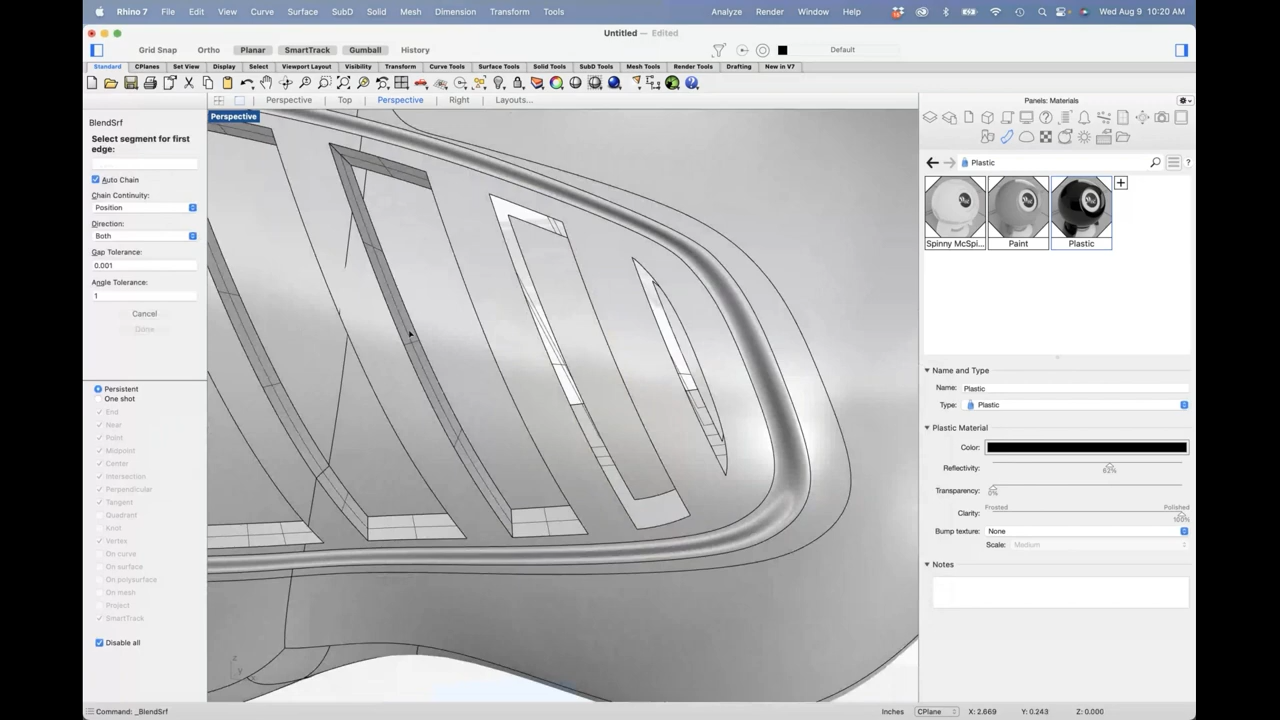 Rhino 7 File Edit View Curve Surface SubD Solid Mesh Dimension Transform Tools Analyze Render Window Help Wed Aug 9 10:20 AM
Untitled — Edited
Grid Snap Ortho Planar SmartTrack Gumball History Default
Standard CPlanes Set View Display Select Viewport Layout Visibility Transform Curve Tools Surface Tools Solid Tools SubD Tools Mesh Tools Render Tools Drafting New in V7
Perspective Top Perspective Right Layouts...
Panels: Materials
Perspective
BlendSrf
Select segment for first
edge:
Auto Chain
Chain Continuity:
Position
Direction:
Both
Gap Tolerance:
0.001
Angle Tolerance:
1
Cancel
Done
Persistent
One shot
End
Near
Point
Midpoint
Center
Intersection
Perpendicular
Tangent
Quadrant
Knot
Vertex
On curve
On surface
On polysurface
On mesh
Project
SmartTrack
Disable all
z
y
Plastic
?
Spinny McSpi... Paint Plastic
Name and Type
Name: Plastic
Type: Plastic
Plastic Material
Color:
Reflectivity:
63%
Transparency:
0%
Clarity: Frosted Polished
100%
Bump texture: None
Scale: Medium
Notes
Command: _BlendSrf Inches CPlane X: 2.669 Y: 0.243 Z: 0.000